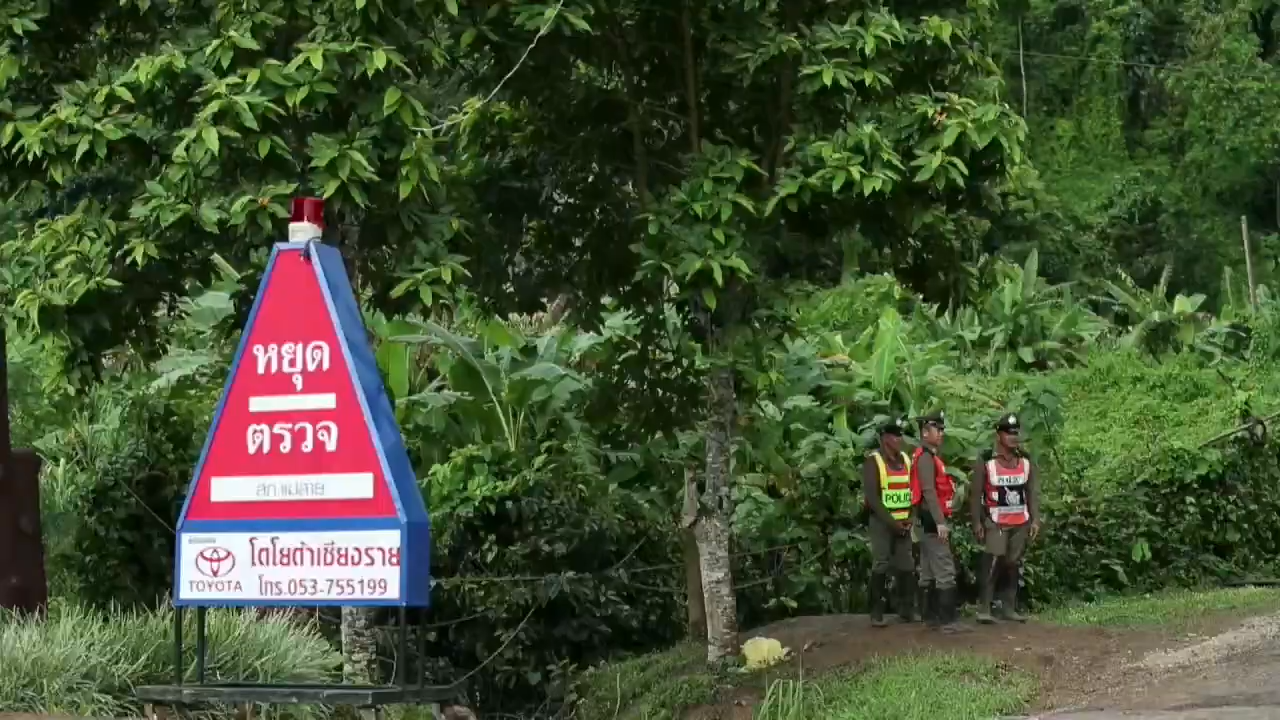 หยุด
ตรวจ
สภ.แม่สาย
โตโยต้าเชียงราย
TOYOTA
โทร.053-755199
POLICE
POLICE